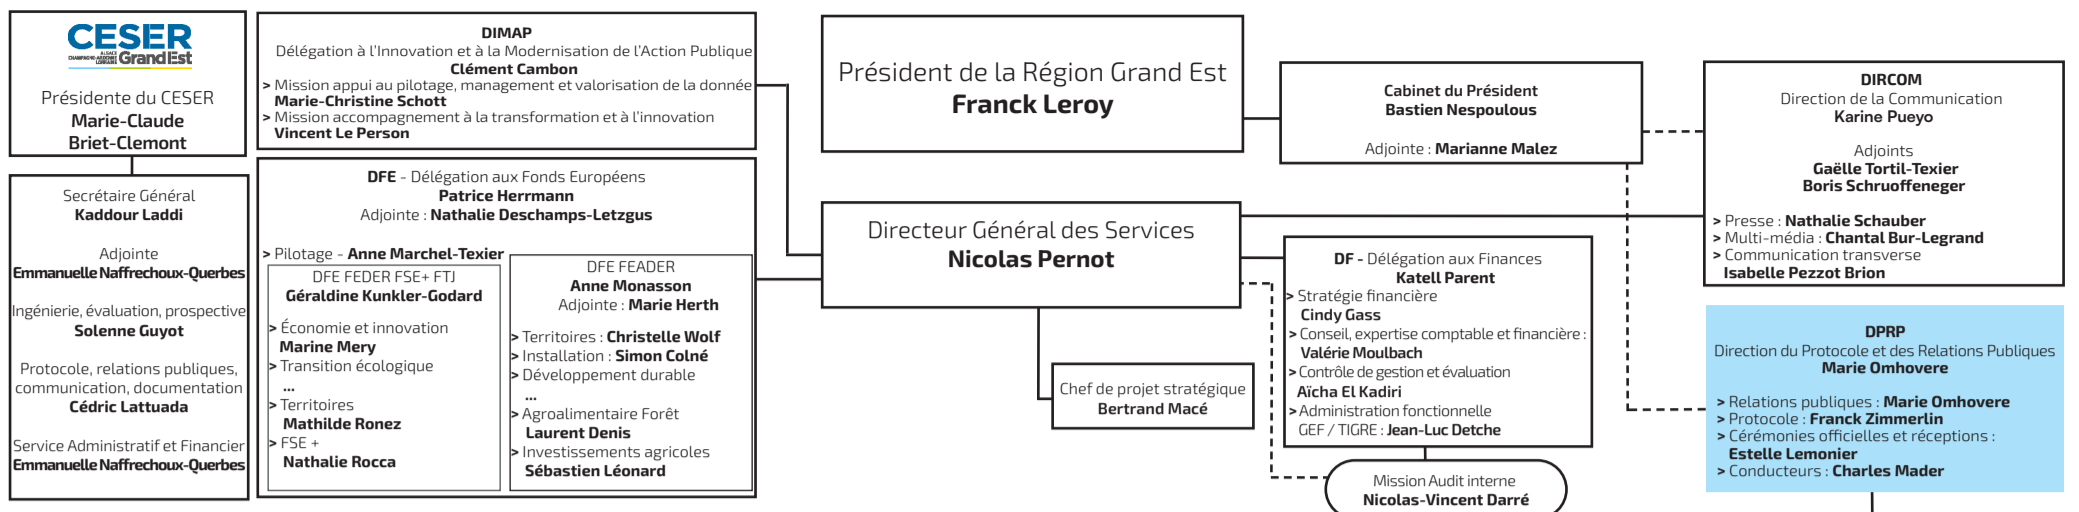 CESER
ALSACE
CHAMPAGNE-ARDENNE
LORRAINE
GrandEst
Présidente du CESER
Marie-Claude
Briet-Clemont
Secrétaire Général
Kaddour Laddi
Adjointe
Emmanuelle Naffrechoux-Querbes
Ingénierie, évaluation, prospective
Solenne Guyot
Protocole, relations publiques,
communication, documentation
Cédric Lattuada
Service Administratif et Financier
Emmanuelle Naffrechoux-Querbes
DIMAP
Délégation à l'Innovation et à la Modernisation de l'Action Publique
Clément Cambon
> Mission appui au pilotage, management et valorisation de la donnée
Marie-Christine Schott
> Mission accompagnement à la transformation et à l'innovation
Vincent Le Person
DFE - Délégation aux Fonds Européens
Patrice Herrmann
Adjointe : Nathalie Deschamps-Letzgus
> Pilotage - Anne Marchel-Texier
DFE FEDER FSE+ FTJ
Géraldine Kunkler-Godard
> Économie et innovation
Marine Mery
> Transition écologique
...
> Territoires
Mathilde Ronez
> FSE +
Nathalie Rocca
DFE FEADER
Anne Monasson
Adjointe : Marie Herth
> Territoires : Christelle Wolf
> Installation : Simon Colné
> Développement durable
...
> Agroalimentaire Forêt
Laurent Denis
> Investissements agricoles
Sébastien Léonard
Président de la Région Grand Est
Franck Leroy
Directeur Général des Services
Nicolas Pernot
Chef de projet stratégique
Bertrand Macé
Cabinet du Président
Bastien Nespoulous
Adjointe : Marianne Malez
DF - Délégation aux Finances
Katell Parent
> Stratégie financière
Cindy Gass
> Conseil, expertise comptable et financière :
Valérie Moulbach
> Contrôle de gestion et évaluation
Aïcha El Kadiri
> Administration fonctionnelle
GEF / TIGRE : Jean-Luc Detche
Mission Audit interne
Nicolas-Vincent Darré
DIRCOM
Direction de la Communication
Karine Pueyo
Adjoints
Gaëlle Tortil-Texier
Boris Schruoffeneger
> Presse : Nathalie Schauber
> Multi-média : Chantal Bur-Legrand
> Communication transverse
Isabelle Pezzot Brion
DPRP
Direction du Protocole et des Relations Publiques
Marie Omhovere
> Relations publiques : Marie Omhovere
> Protocole : Franck Zimmerlin
> Cérémonies officielles et réceptions :
Estelle Lemonier
> Conducteurs : Charles Mader